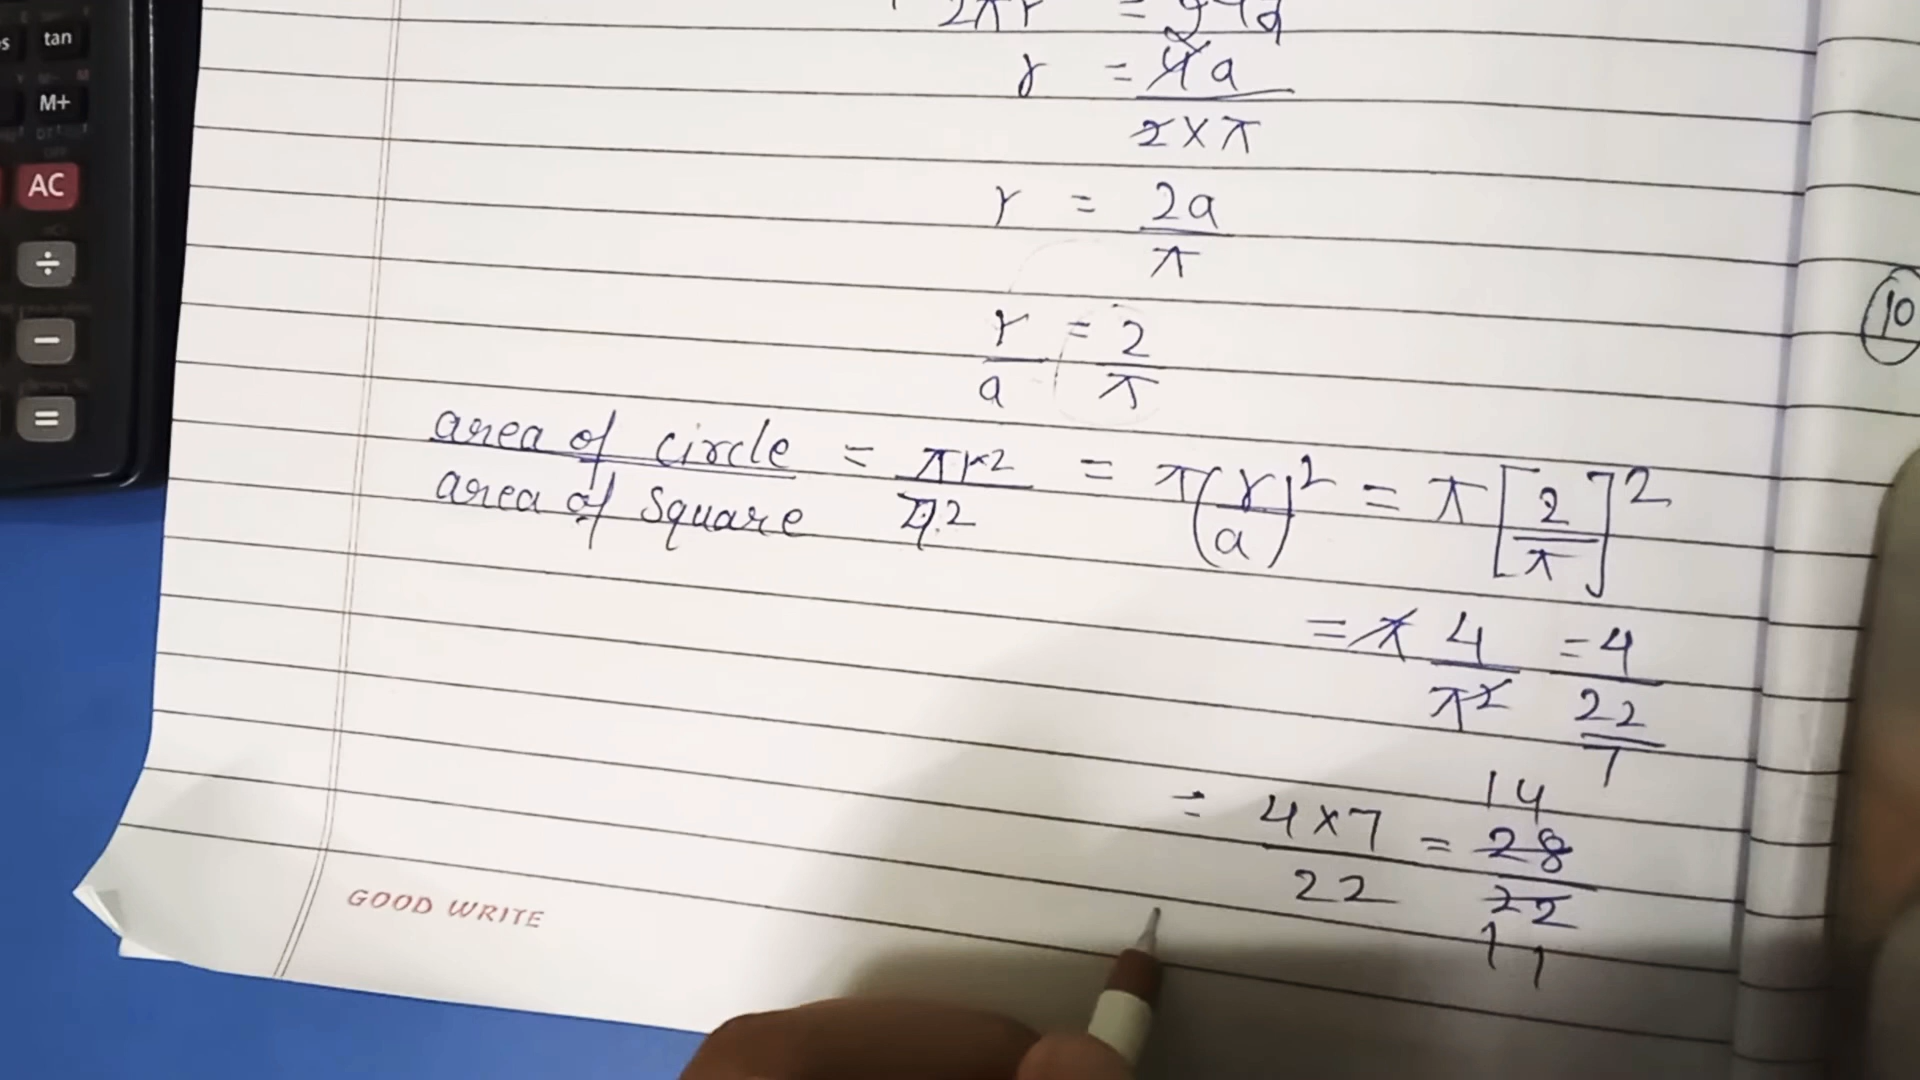 tan
M+
AC
÷
−
=
2πr =
r = 4a
2×π
r = 2a
π
r = 2
a π
10
area of circle = πr2 = π(r)2 = π[2]2
area of square a2 (a) π
= π 4 = 4
π2 22
7
14
= 4×7 = 28
22 22
11
GOOD WRITE